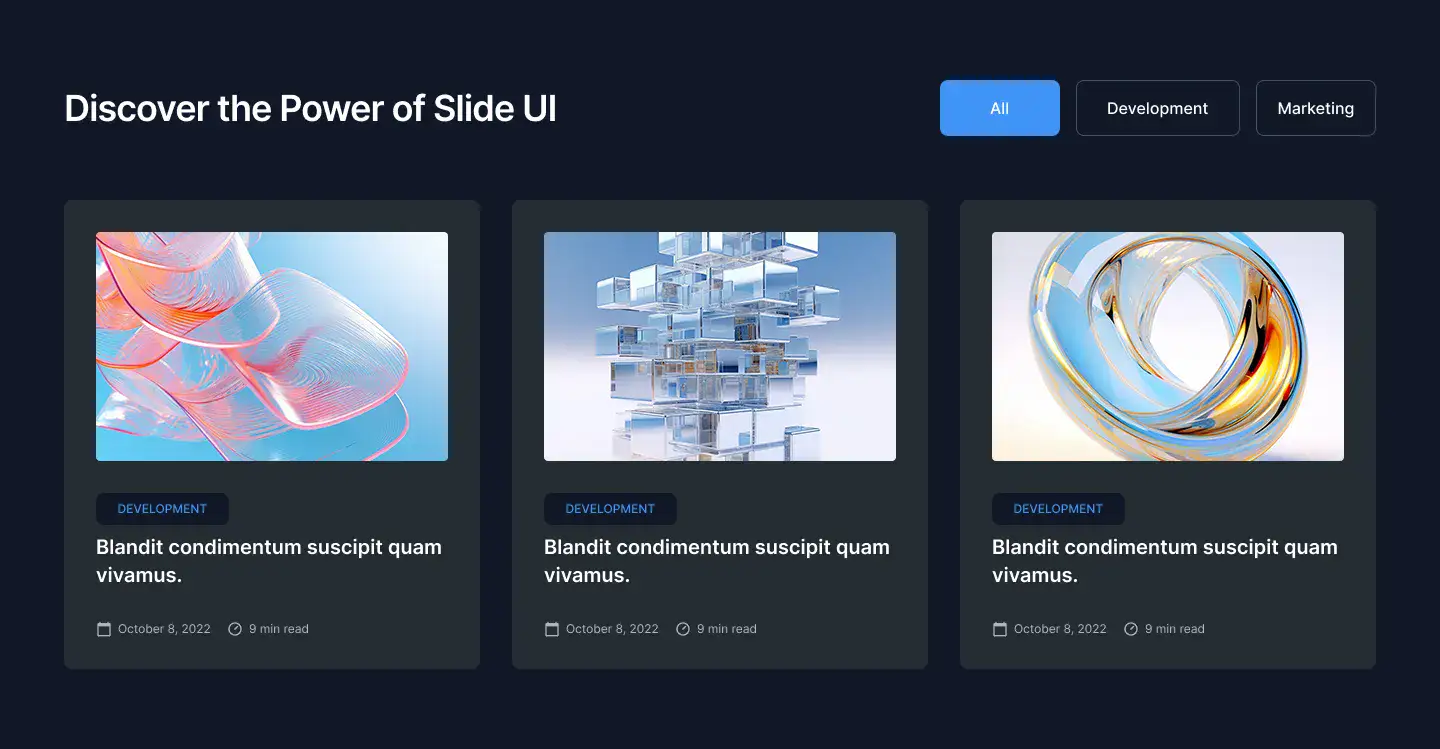 Discover the Power of Slide UI
All
Development
Marketing
DEVELOPMENT
Blandit condimentum suscipit quam
vivamus.
October 8, 2022
9 min read
DEVELOPMENT
Blandit condimentum suscipit quam
vivamus.
October 8, 2022
9 min read
DEVELOPMENT
Blandit condimentum suscipit quam
vivamus.
October 8, 2022
9 min read